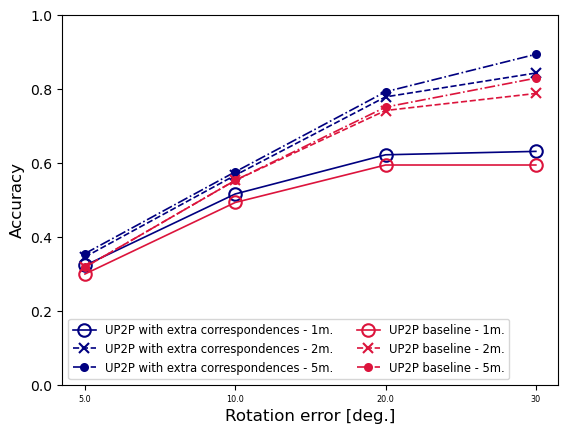 1.0
0.8
0.6
0.4
0.2
0.0
Accuracy
UP2P with extra correspondences - 1m.
UP2P with extra correspondences - 2m.
UP2P with extra correspondences - 5m.
UP2P baseline - 1m.
UP2P baseline - 2m.
UP2P baseline - 5m.
5.0 10.0 20.0 30
Rotation error [deg.]